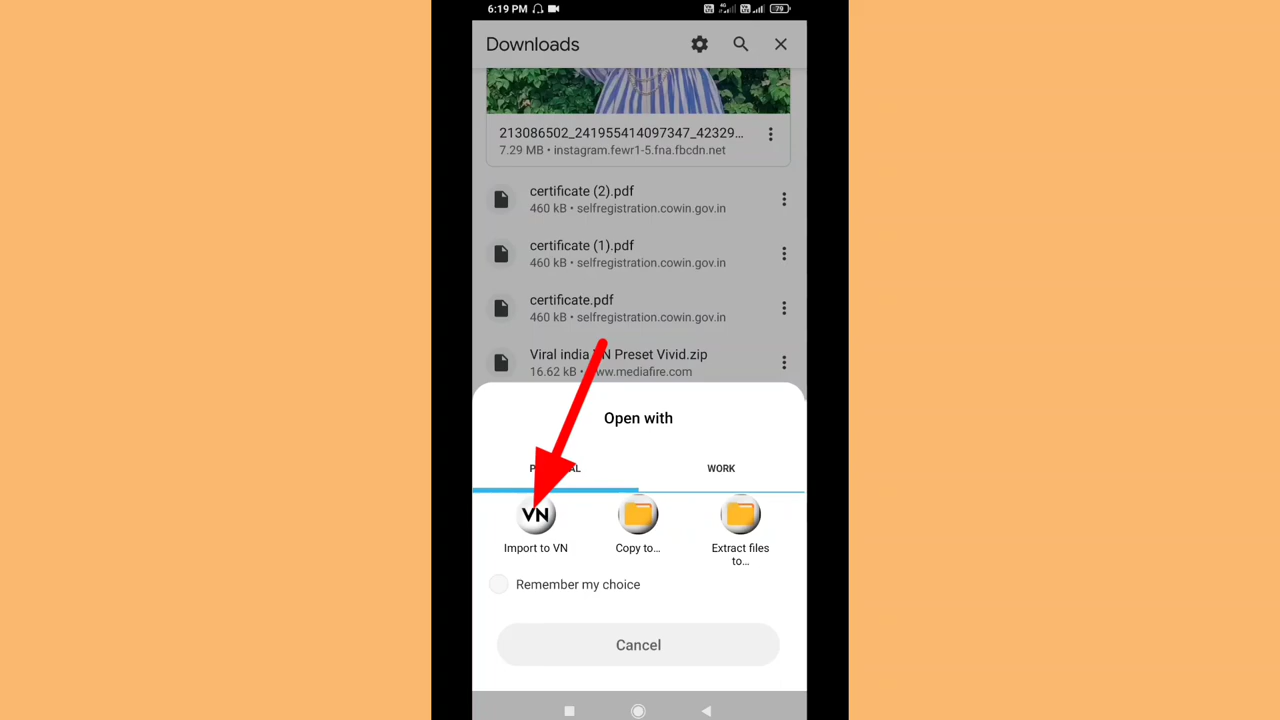 6:19 PM
79
Downloads
213086502_241955414097347_42329...
7.29 MB • instagram.fewr1-5.fna.fbcdn.net
certificate (2).pdf
460 kB • selfregistration.cowin.gov.in
certificate (1).pdf
460 kB • selfregistration.cowin.gov.in
certificate.pdf
460 kB • selfregistration.cowin.gov.in
Viral india Preset Vivid.zip
16.62 kB • www.mediafire.com
Open with
WORK
VN
Import to VN
Copy to...
Extract files
to...
Remember my choice
Cancel